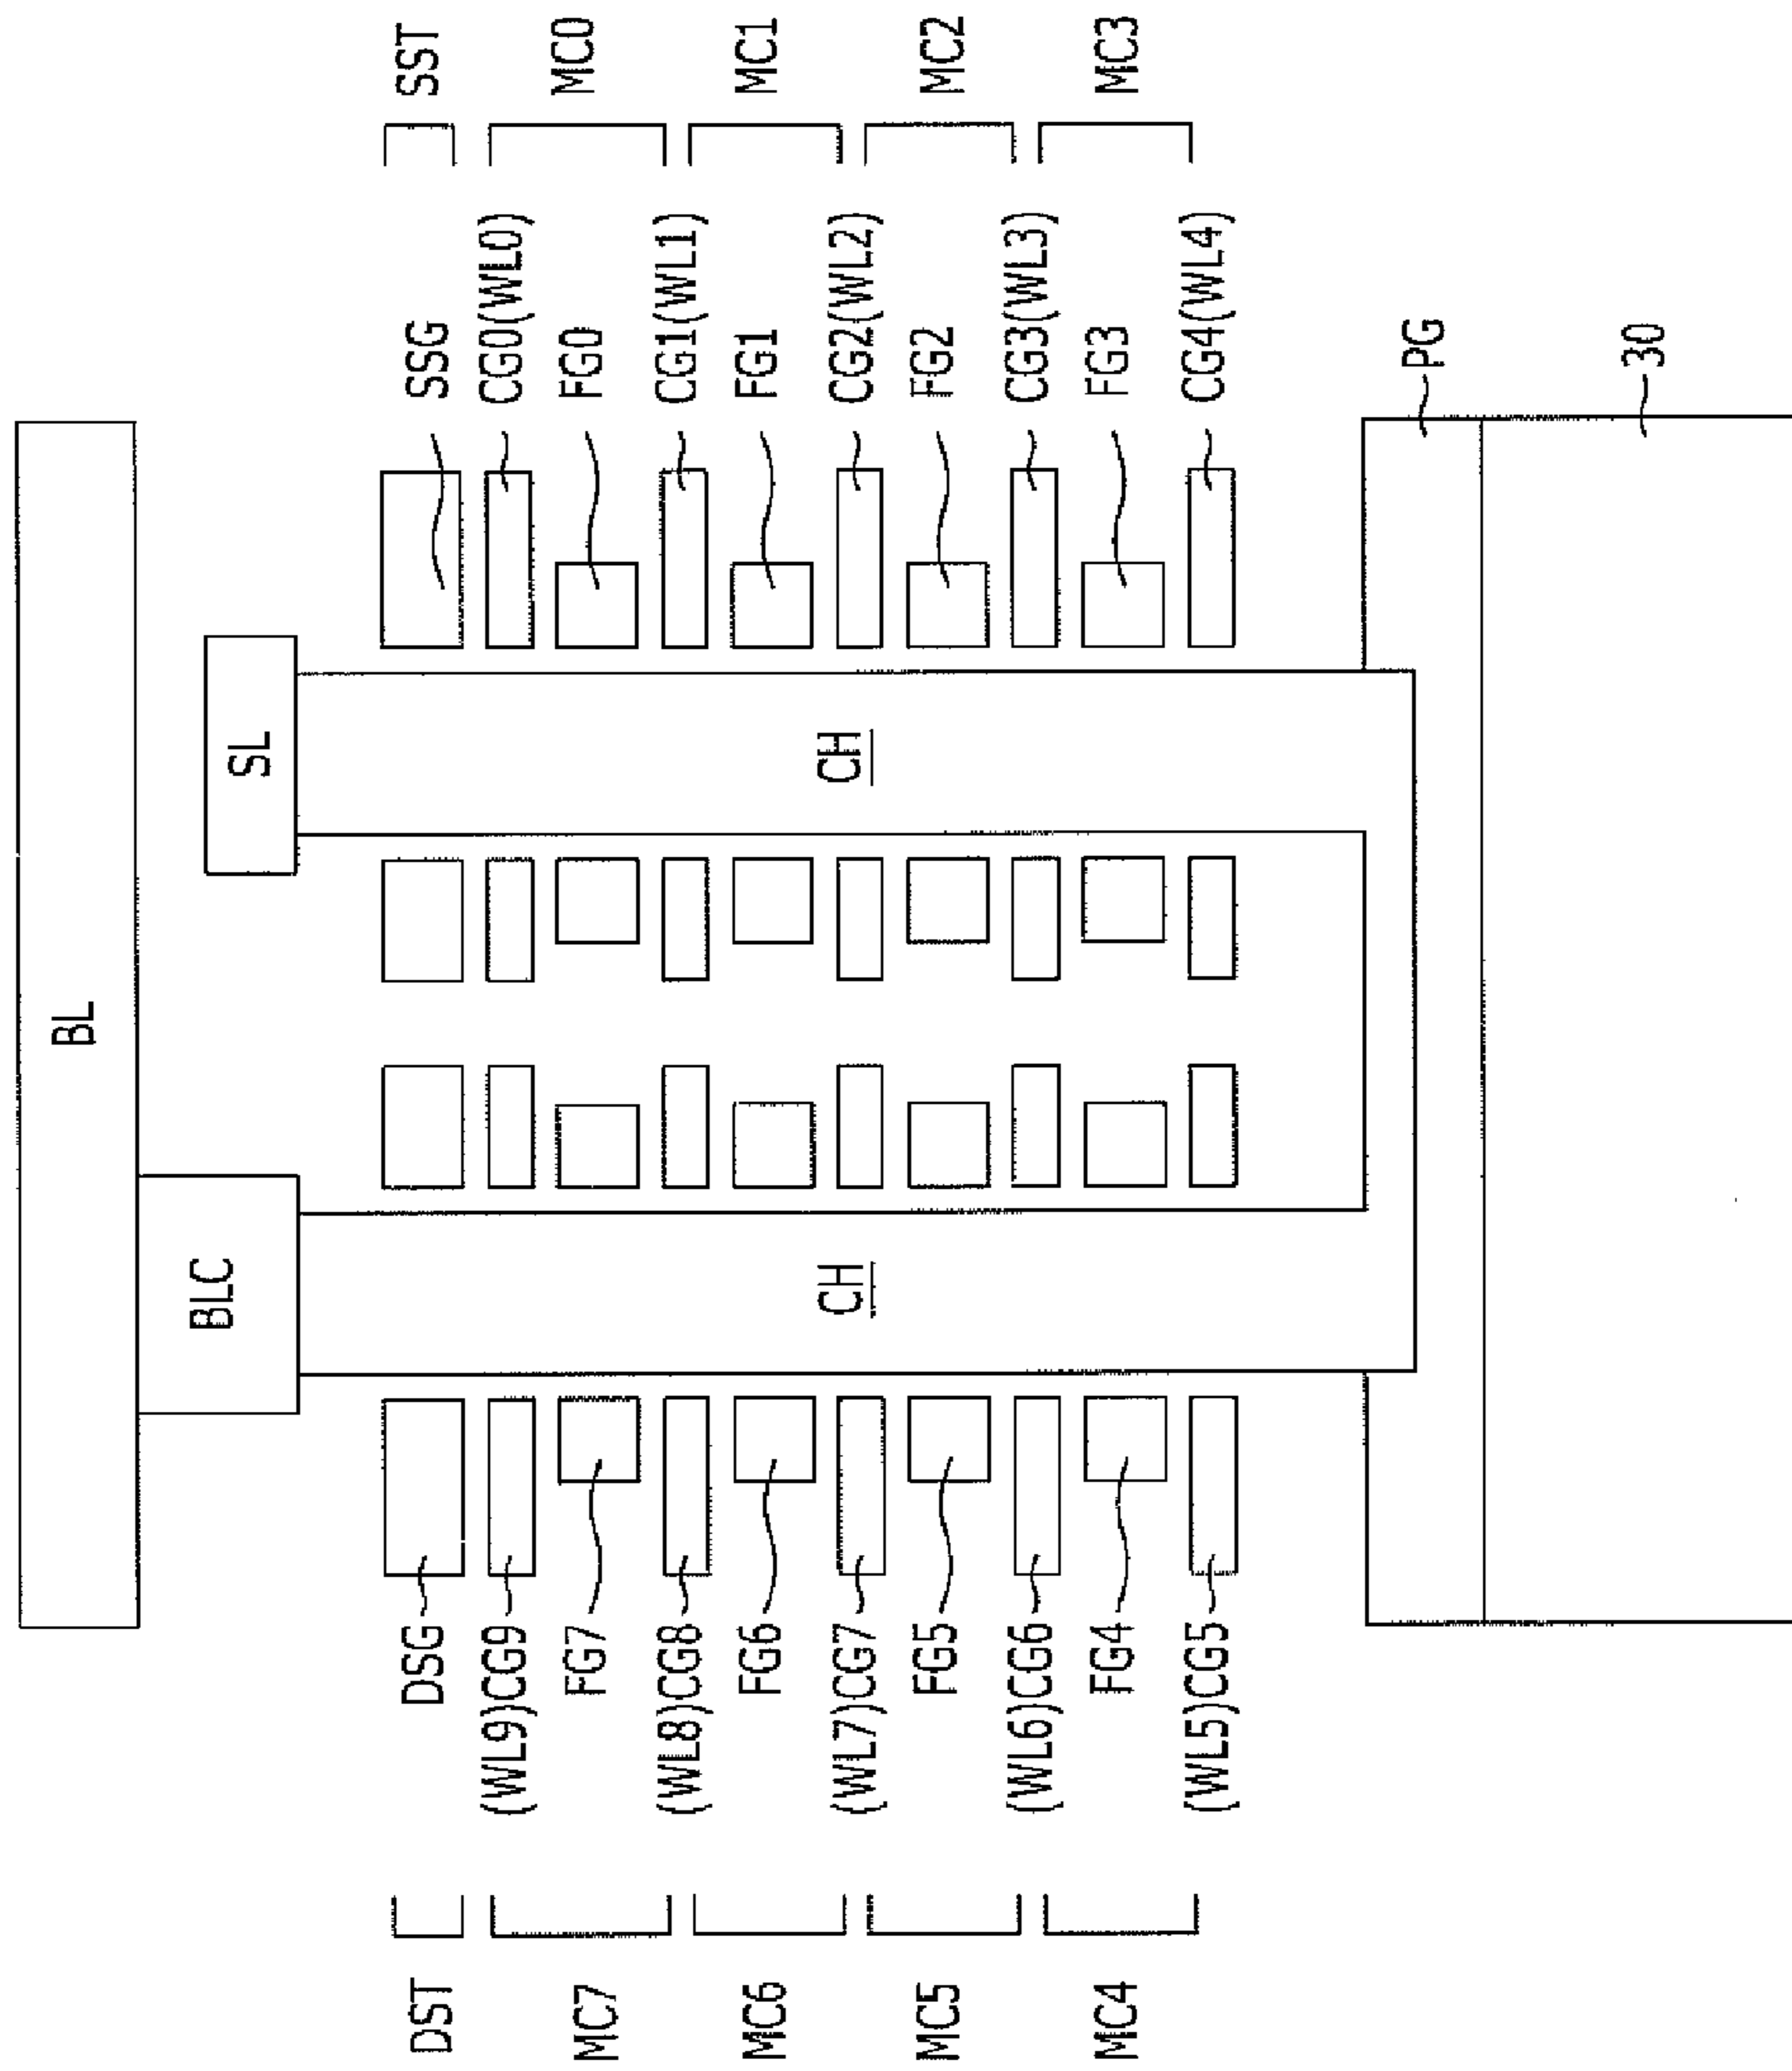 BL
BLC
SL
DST DSG SSG SST
(WL9)CG9 CG0(WL0)
MC7 FG7 FG0 MC0
(WL8)CG8 CG1(WL1)
MC6 FG6 FG1 MC1
(WL7)CG7 CH CH CG2(WL2)
MC5 FG5 FG2 MC2
(WL6)CG6 CG3(WL3)
MC4 FG4 FG3 MC3
(WL5)CG5 CG4(WL4)
PG
30